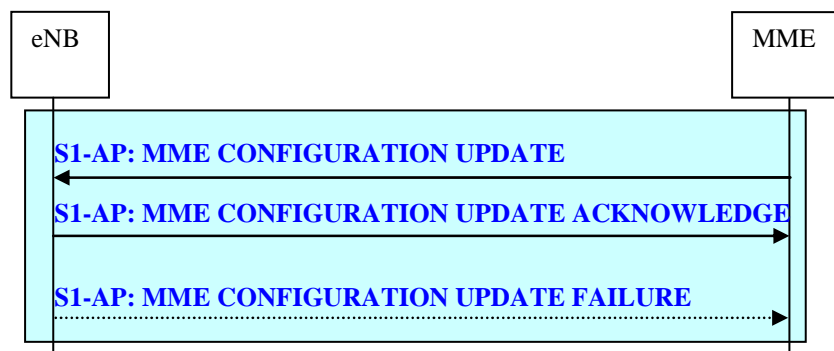 eNB
MME
S1-AP: MME CONFIGURATION UPDATE
S1-AP: MME CONFIGURATION UPDATE ACKNOWLEDGE
S1-AP: MME CONFIGURATION UPDATE FAILURE